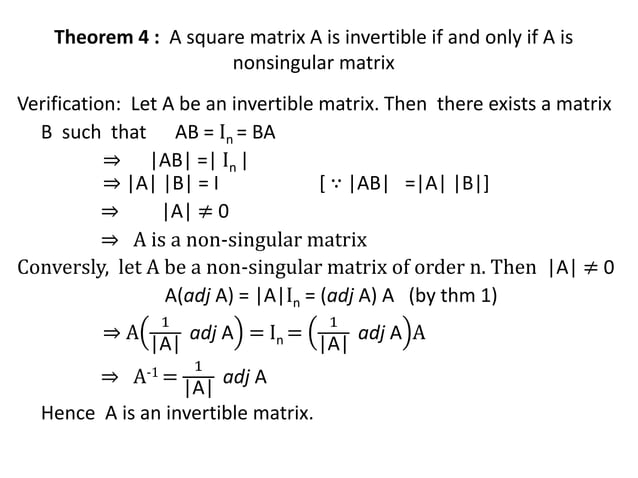 Theorem 4 : A square matrix A is invertible if and only if A is
nonsingular matrix
Verification: Let A be an invertible matrix. Then there exists a matrix
B such that AB = Iₙ = BA
⇒ |AB| =| Iₙ |
⇒ |A| |B| = I [ ∵ |AB| =|A| |B|]
⇒ |A| ≠ 0
⇒ A is a non-singular matrix
Conversly, let A be a non-singular matrix of order n. Then |A| ≠ 0
A(adj A) = |A|Iₙ = (adj A) A (by thm 1)
⇒ A(1/|A| adj A) = Iₙ = (1/|A| adj A)A
⇒ A⁻¹ = 1/|A| adj A
Hence A is an invertible matrix.